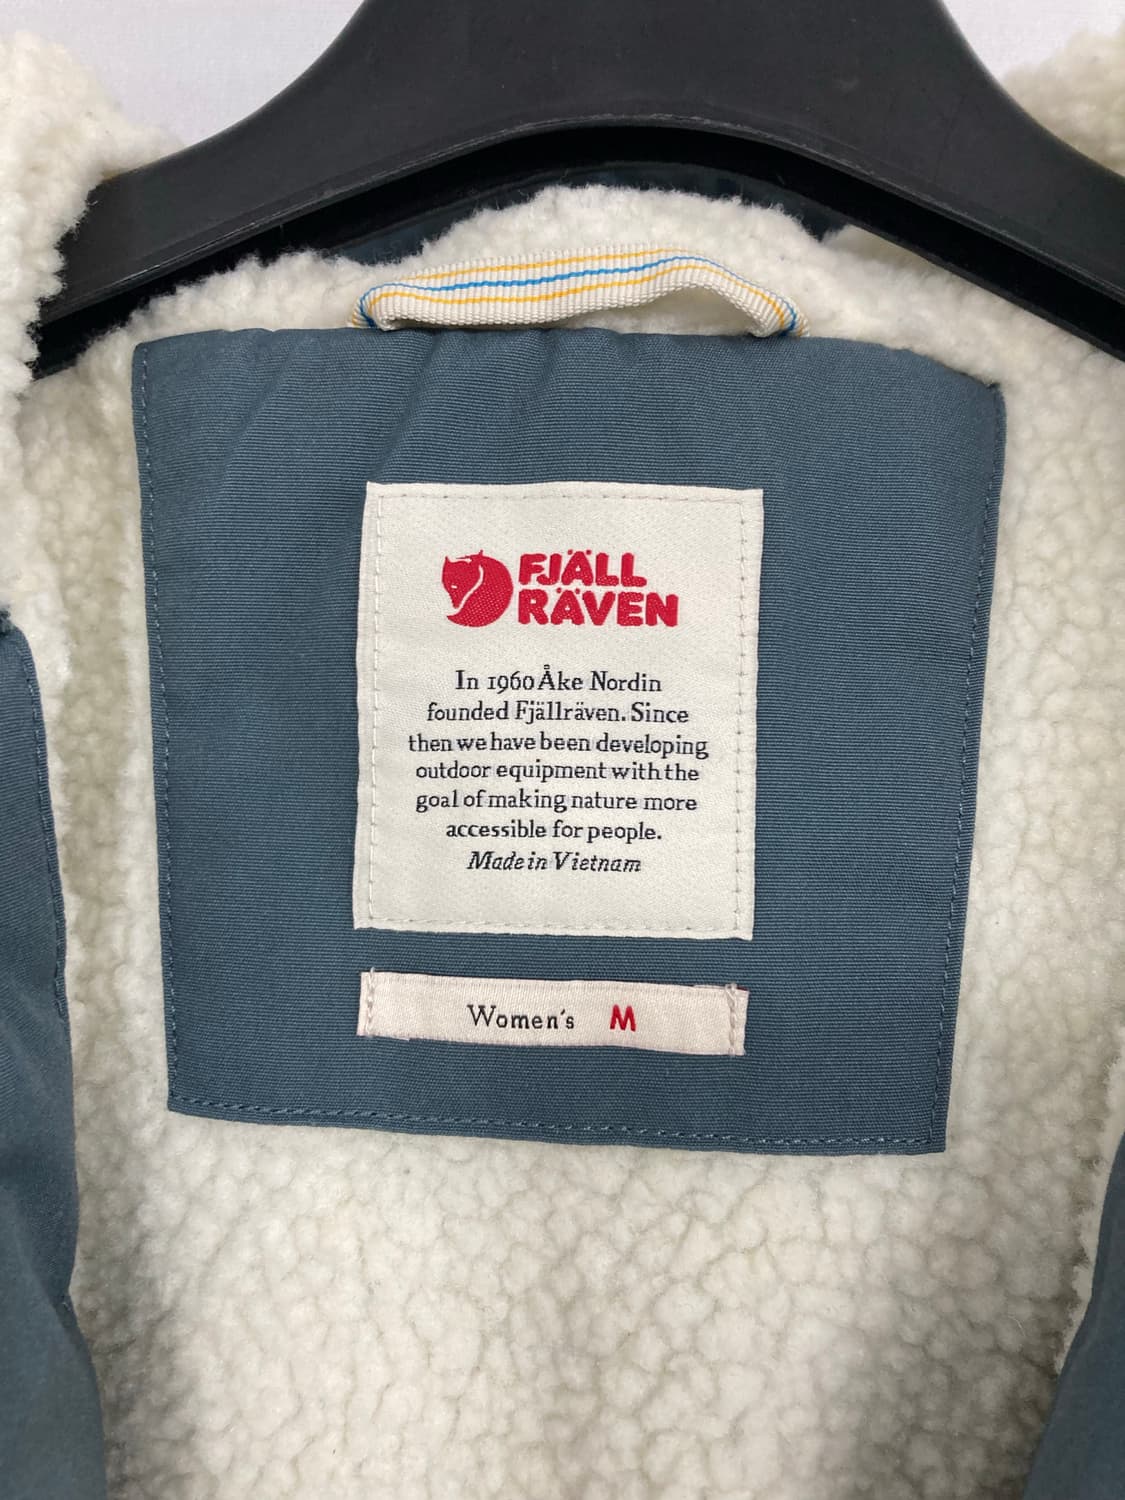 FJÄLL
RÄVEN
In 1960 Åke Nordin
founded Fjällräven. Since
then we have been developing
outdoor equipment with the
goal of making nature more
accessible for people.
Made in Vietnam
Women's M